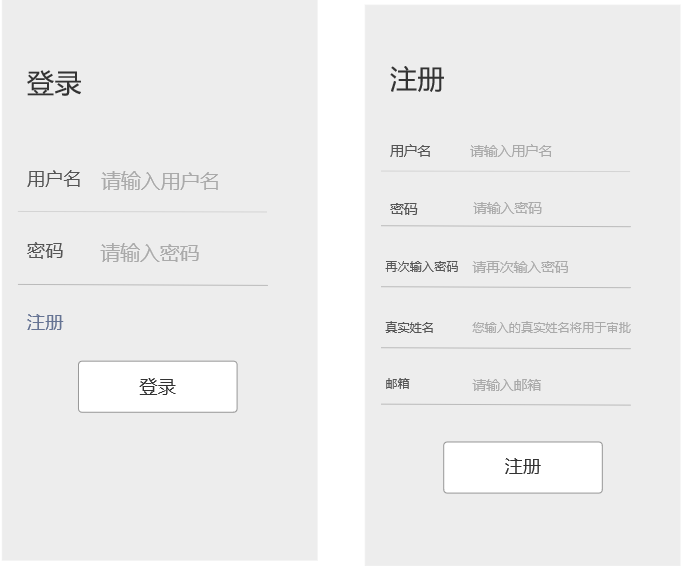 登录
用户名 请输入用户名
密码 请输入密码
注册
登录
注册
用户名 请输入用户名
密码 请输入密码
再次输入密码 请再次输入密码
真实姓名 您输入的真实姓名将用于审批
邮箱 请输入邮箱
注册